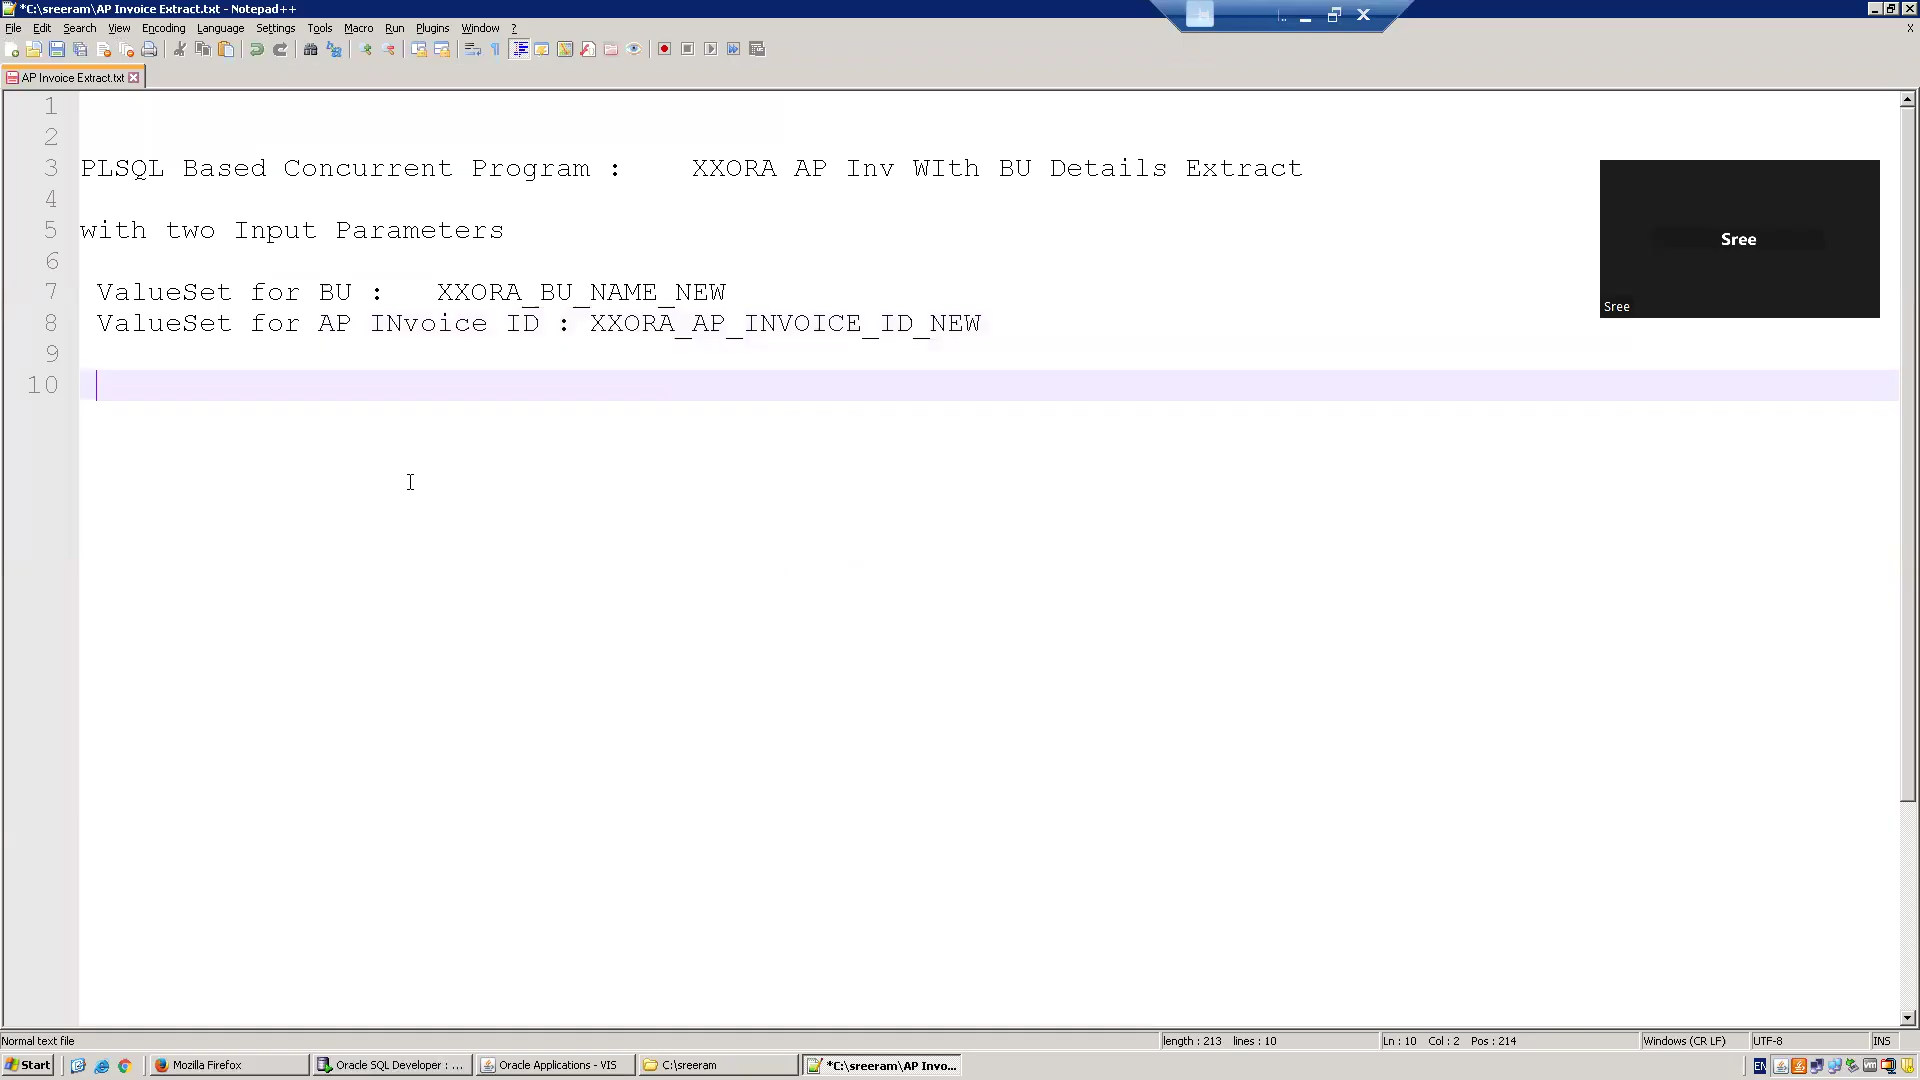 *C:\sreeram\AP Invoice Extract.txt - Notepad++
File Edit Search View Encoding Language Settings Tools Macro Run Plugins Window ?
X
AP Invoice Extract.txt
1
2
3 PLSQL Based Concurrent Program : XXORA AP Inv WIth BU Details Extract
4
5 with two Input Parameters
6
7 ValueSet for BU : XXORA_BU_NAME_NEW
8 ValueSet for AP INvoice ID : XXORA_AP_INVOICE_ID_NEW
9
10
Sree
Sree
Normal text file length : 213 lines : 10 Ln : 10 Col : 2 Pos : 214 Windows (CR LF) UTF-8 INS
Start Mozilla Firefox Oracle SQL Developer : ... Oracle Applications - VIS C:\sreeram *C:\sreeram\AP Invo... EN